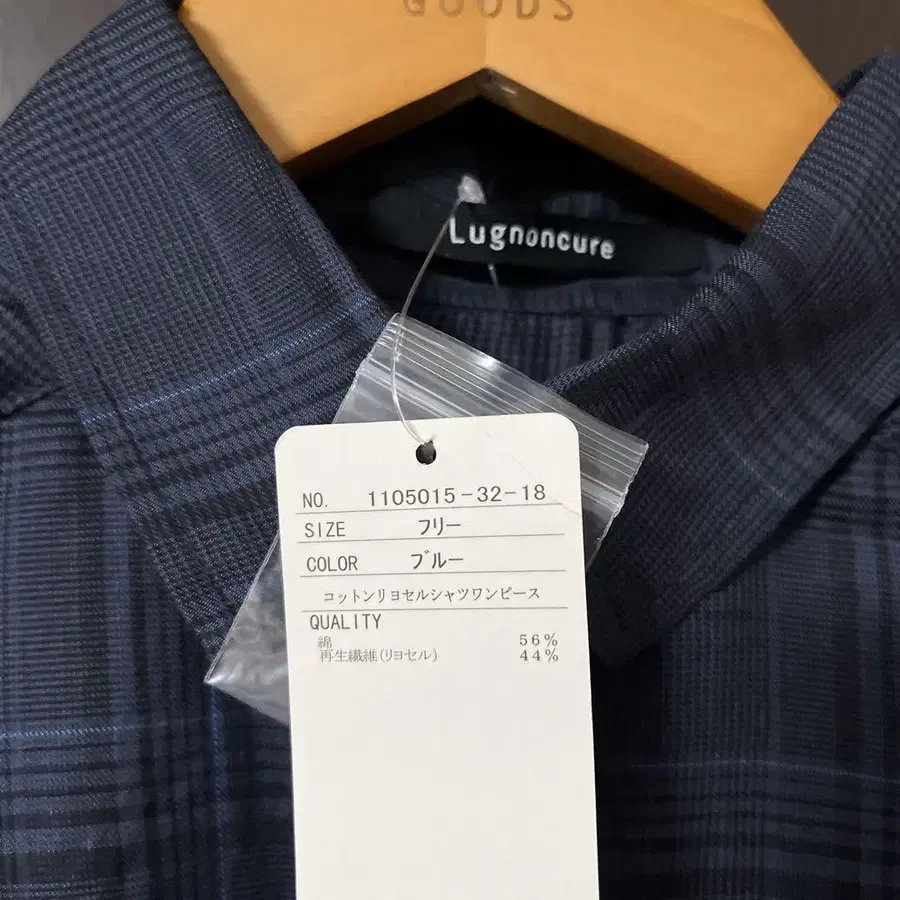 GOODS
Lugnoncure
NO. 1105015-32-18
SIZE フリー
COLOR ブルー
コットンリヨセルシャツワンピース
QUALITY
綿 56%
再生繊維(リヨセル) 44%